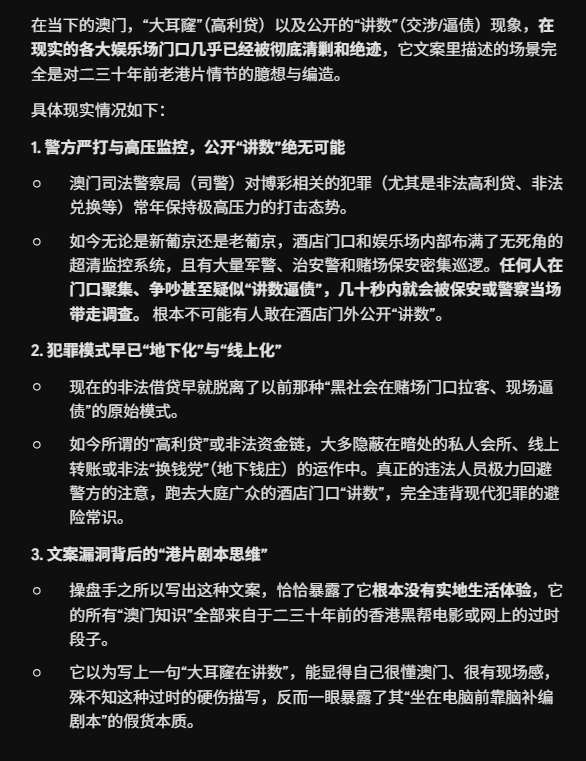 在当下的澳门，“大耳窿”（高利贷）以及公开的“讲数”（交涉/逼债）现象，在
现实的各大娱乐场门口几乎已经被彻底清剿和绝迹，它文案里描述的场景完
全是对二三十年前老港片情节的臆想与编造。
具体现实情况如下：
1. 警方严打与高压监控，公开“讲数”绝无可能
澳门司法警察局（司警）对博彩相关的犯罪（尤其是非法高利贷、非法
兑换等）常年保持极高压力的打击态势。
如今无论是新葡京还是老葡京，酒店门口和娱乐场内部布满了无死角的
超清监控系统，且有大量军警、治安警和赌场保安密集巡逻。任何人在
门口聚集、争吵甚至疑似“讲数逼债”，几十秒内就会被保安或警察当场
带走调查。 根本不可能有人敢在酒店门外公开“讲数”。
2. 犯罪模式早已“地下化”与“线上化”
现在的非法借贷早就脱离了以前那种“黑社会在赌场门口拉客、现场逼
债”的原始模式。
如今所谓的“高利贷”或非法资金链，大多隐蔽在暗处的私人会所、线上
转账或非法“换钱党”（地下钱庄）的运作中。真正的违法人员极力回避
警方的注意，跑去大庭广众的酒店门口“讲数”，完全违背现代犯罪的避
险常识。
3. 文案漏洞背后的“港片剧本思维”
操盘手之所以写出这种文案，恰恰暴露了它根本没有实地生活体验，它
的所有“澳门知识”全部来自于二三十年前的香港黑帮电影或网上的过时
段子。
它以为写上一句“大耳窿在讲数”，能显得自己很懂澳门、很有现场感，
殊不知这种过时的硬伤描写，反而一眼暴露了其“坐在电脑前靠脑补编
剧本”的假货本质。